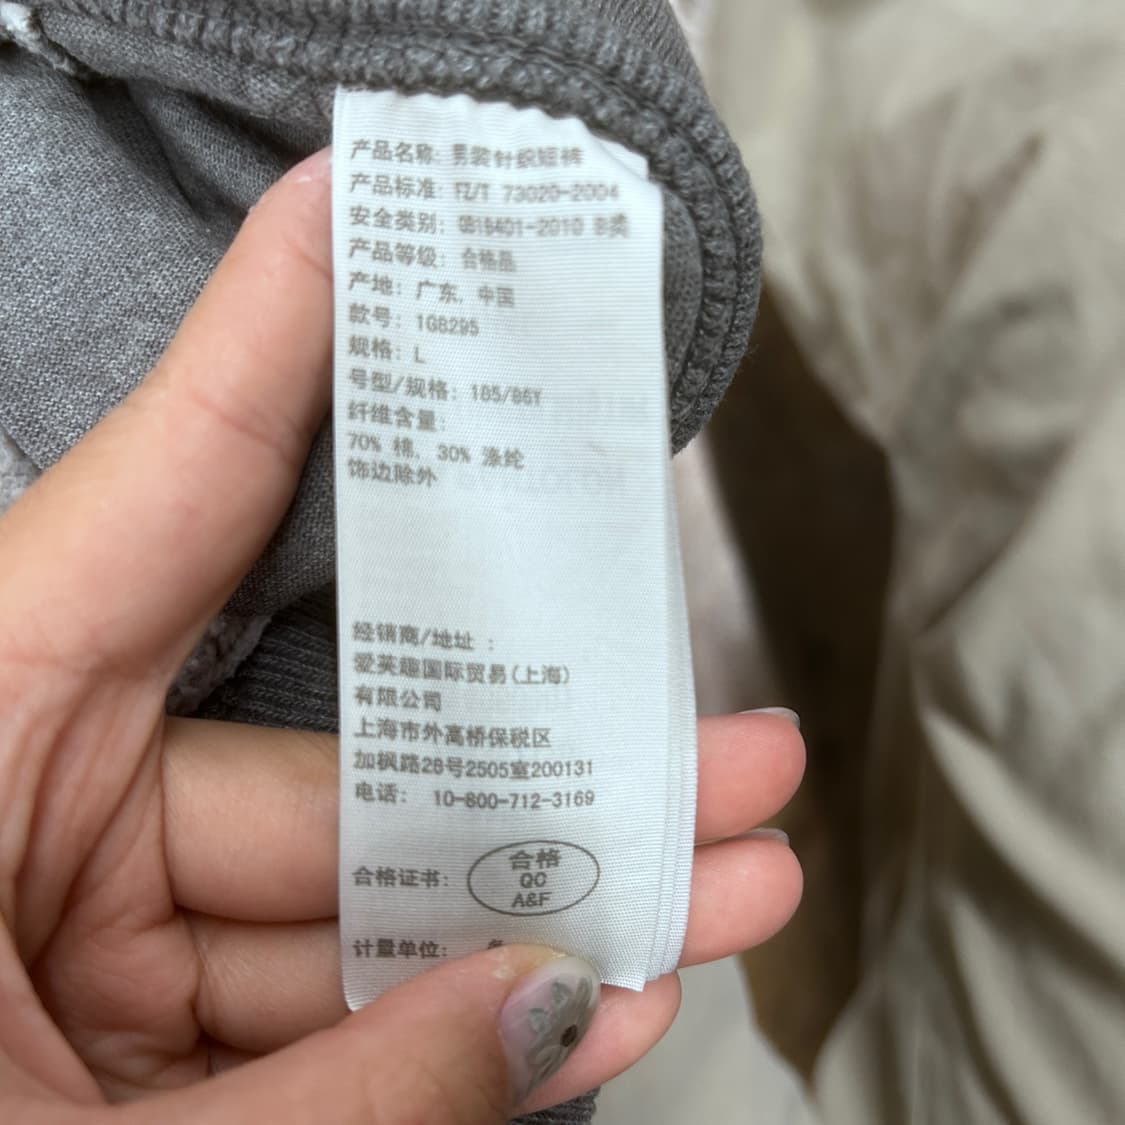 产品名称: 男装针织短裤
产品标准: FZ/T 73020-2004
安全类别: GB18401-2010 B类
产品等级: 合格品
产地: 广东, 中国
款号: 1G8295
规格: L
号型/规格: 185/86Y
纤维含量:
70% 棉, 30% 涤纶
饰边除外
经销商/地址 :
爱芙趣国际贸易(上海)
有限公司
上海市外高桥保税区
加枫路28号2505室200131
电话: 10-800-712-3169
合格证书:
合格
QC
A&F
计量单位: